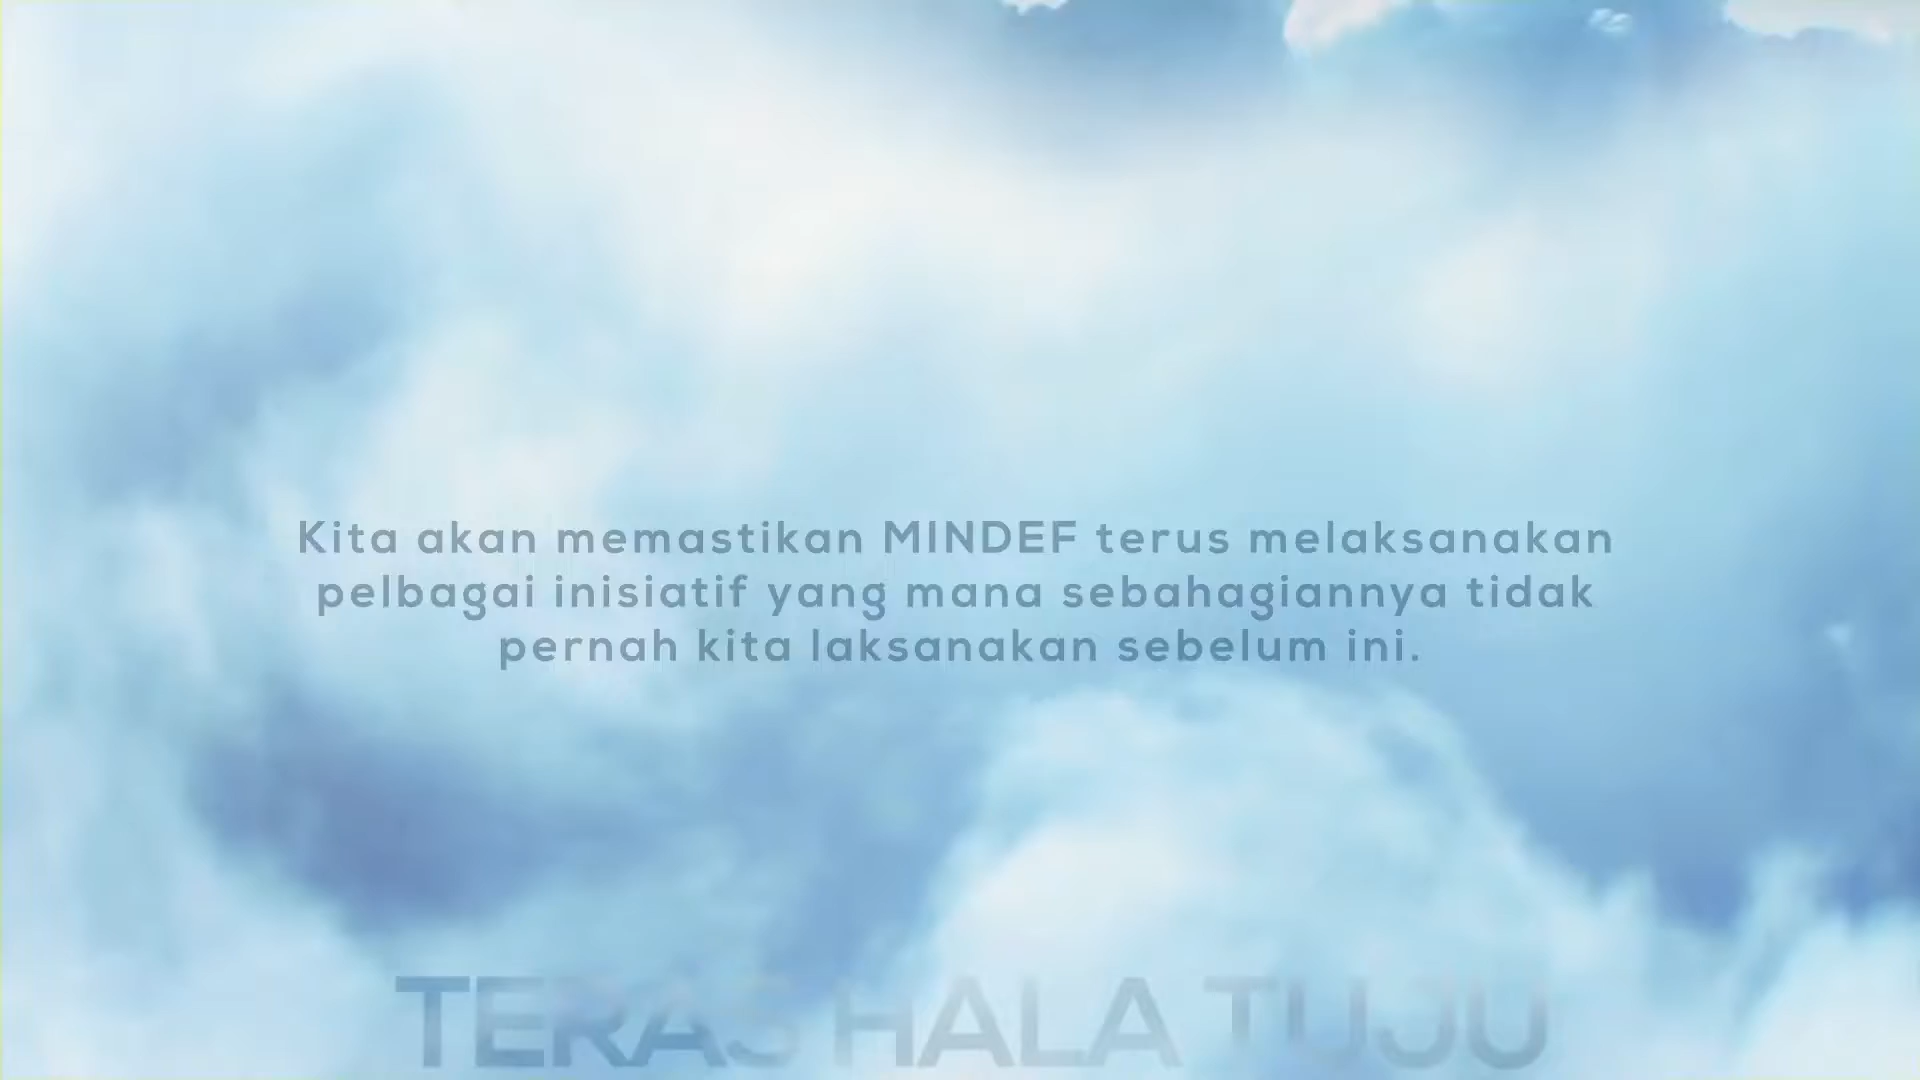 Kita akan memastikan MINDEF terus melaksanakan
pelbagai inisiatif yang mana sebahagiannya tidak
pernah kita laksanakan sebelum ini.
TERAS HALA TUJU